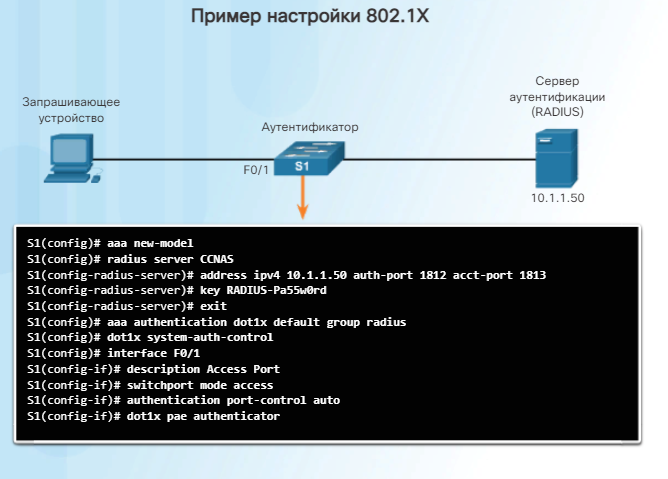 Пример настройки 802.1X
Запрашивающее
устройство
Аутентификатор
Сервер
аутентификации
(RADIUS)
F0/1
S1
10.1.1.50
S1(config)# aaa new-model
S1(config)# radius server CCNAS
S1(config-radius-server)# address ipv4 10.1.1.50 auth-port 1812 acct-port 1813
S1(config-radius-server)# key RADIUS-Pa55w0rd
S1(config-radius-server)# exit
S1(config)# aaa authentication dot1x default group radius
S1(config)# dot1x system-auth-control
S1(config)# interface F0/1
S1(config-if)# description Access Port
S1(config-if)# switchport mode access
S1(config-if)# authentication port-control auto
S1(config-if)# dot1x pae authenticator